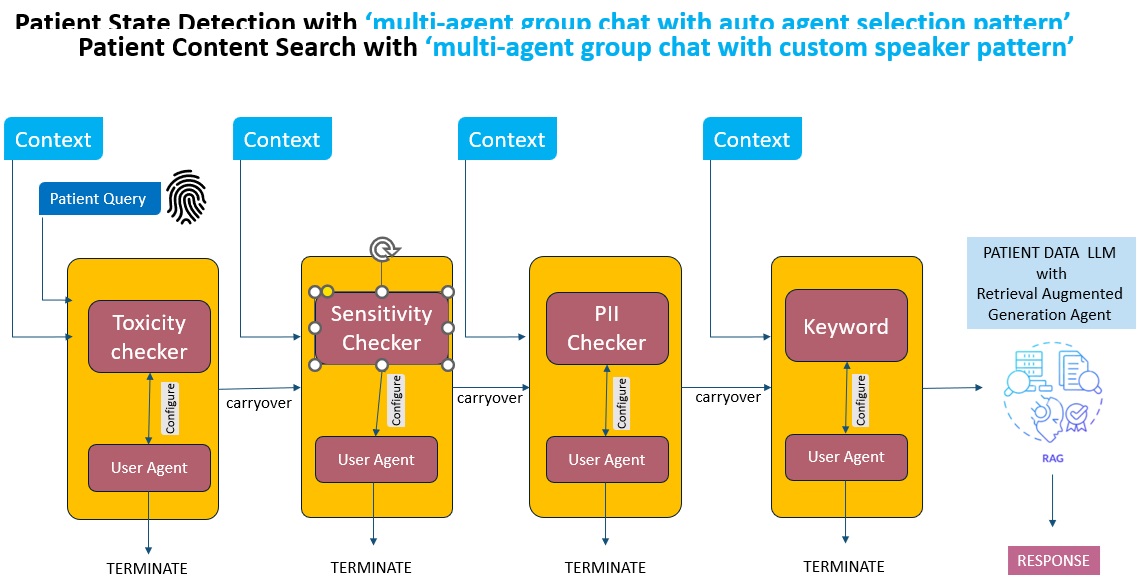 Patient State Detection with ‘multi-agent group chat with auto agent selection pattern’
Patient Content Search with ‘multi-agent group chat with custom speaker pattern’
Context
Context
Context
Context
Patient Query
Toxicity
checker
Configure
User Agent
TERMINATE
carryover
Sensitivity
Checker
Configure
User Agent
TERMINATE
carryover
PII
Checker
Configure
User Agent
TERMINATE
carryover
Keyword
Configure
User Agent
TERMINATE
PATIENT DATA LLM
with
Retrieval Augmented
Generation Agent
RAG
RESPONSE